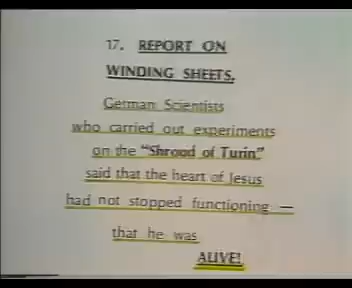 17. REPORT ON
WINDING SHEETS.
German Scientists
who carried out experiments
on the "Shroud of Turin"
said that the heart of Jesus
had not stopped functioning —
that he was
ALIVE!